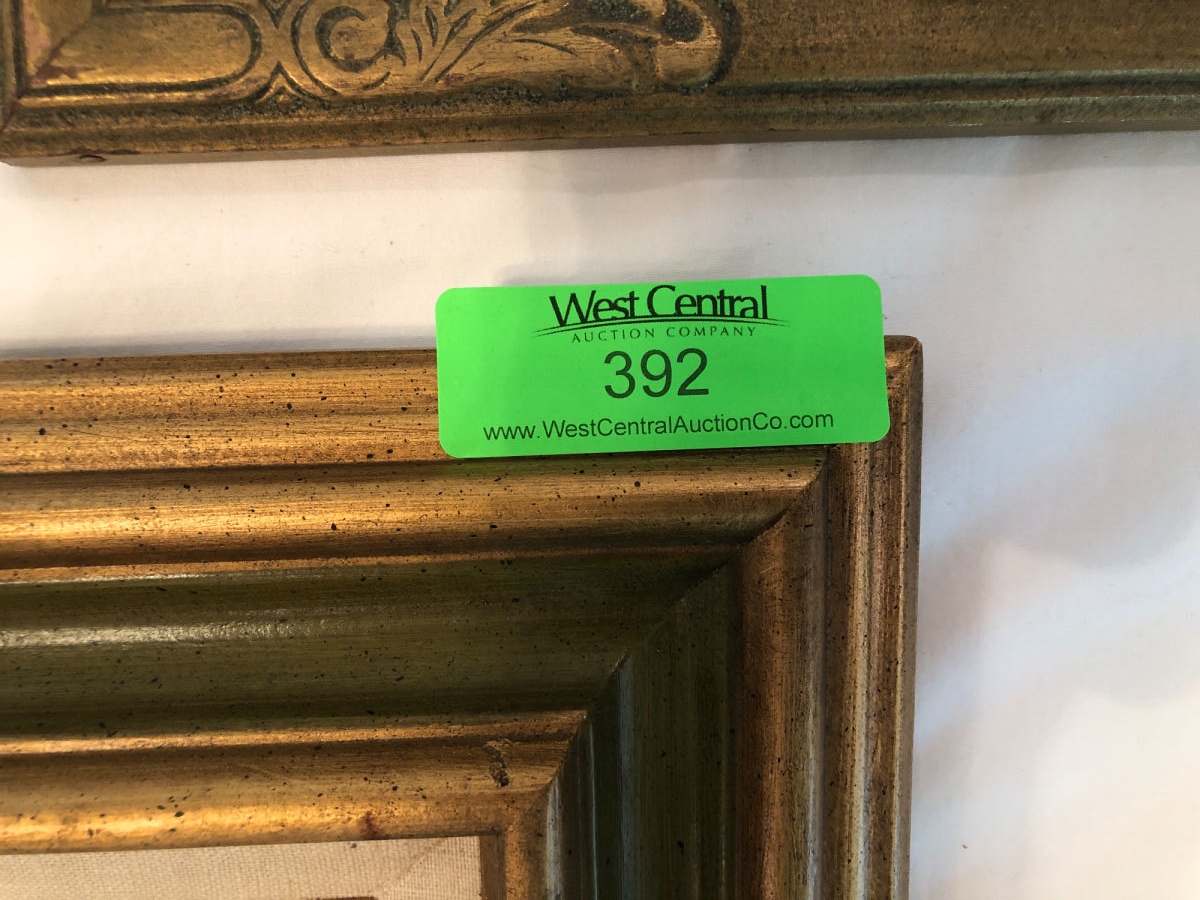 West Central
AUCTION COMPANY
392
www.WestCentralAuctionCo.com